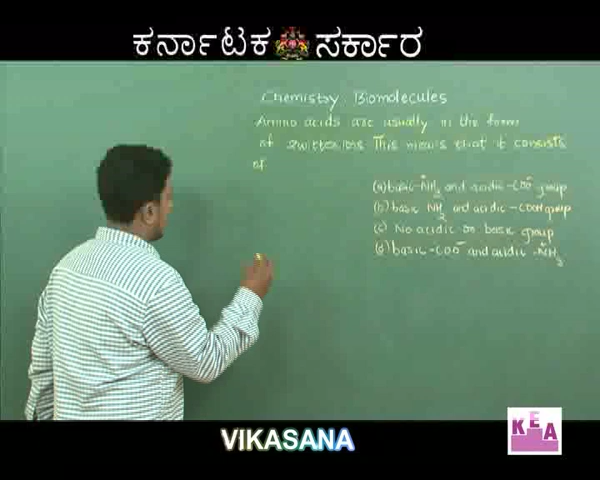 ಕರ್ನಾಟಕ ಸರ್ಕಾರ
Chemistry Biomolecules
Amino acids are usually in the form
of zwitterions This means that it consists
of
(a) basic -N⁺H₃ and acidic -COO⁻ group
(b) basic NH₂ and acidic -COOH group
(c) No acidic or basic group
(d) basic -COO⁻ and acidic -N⁺H₃
VIKASANA
KEA